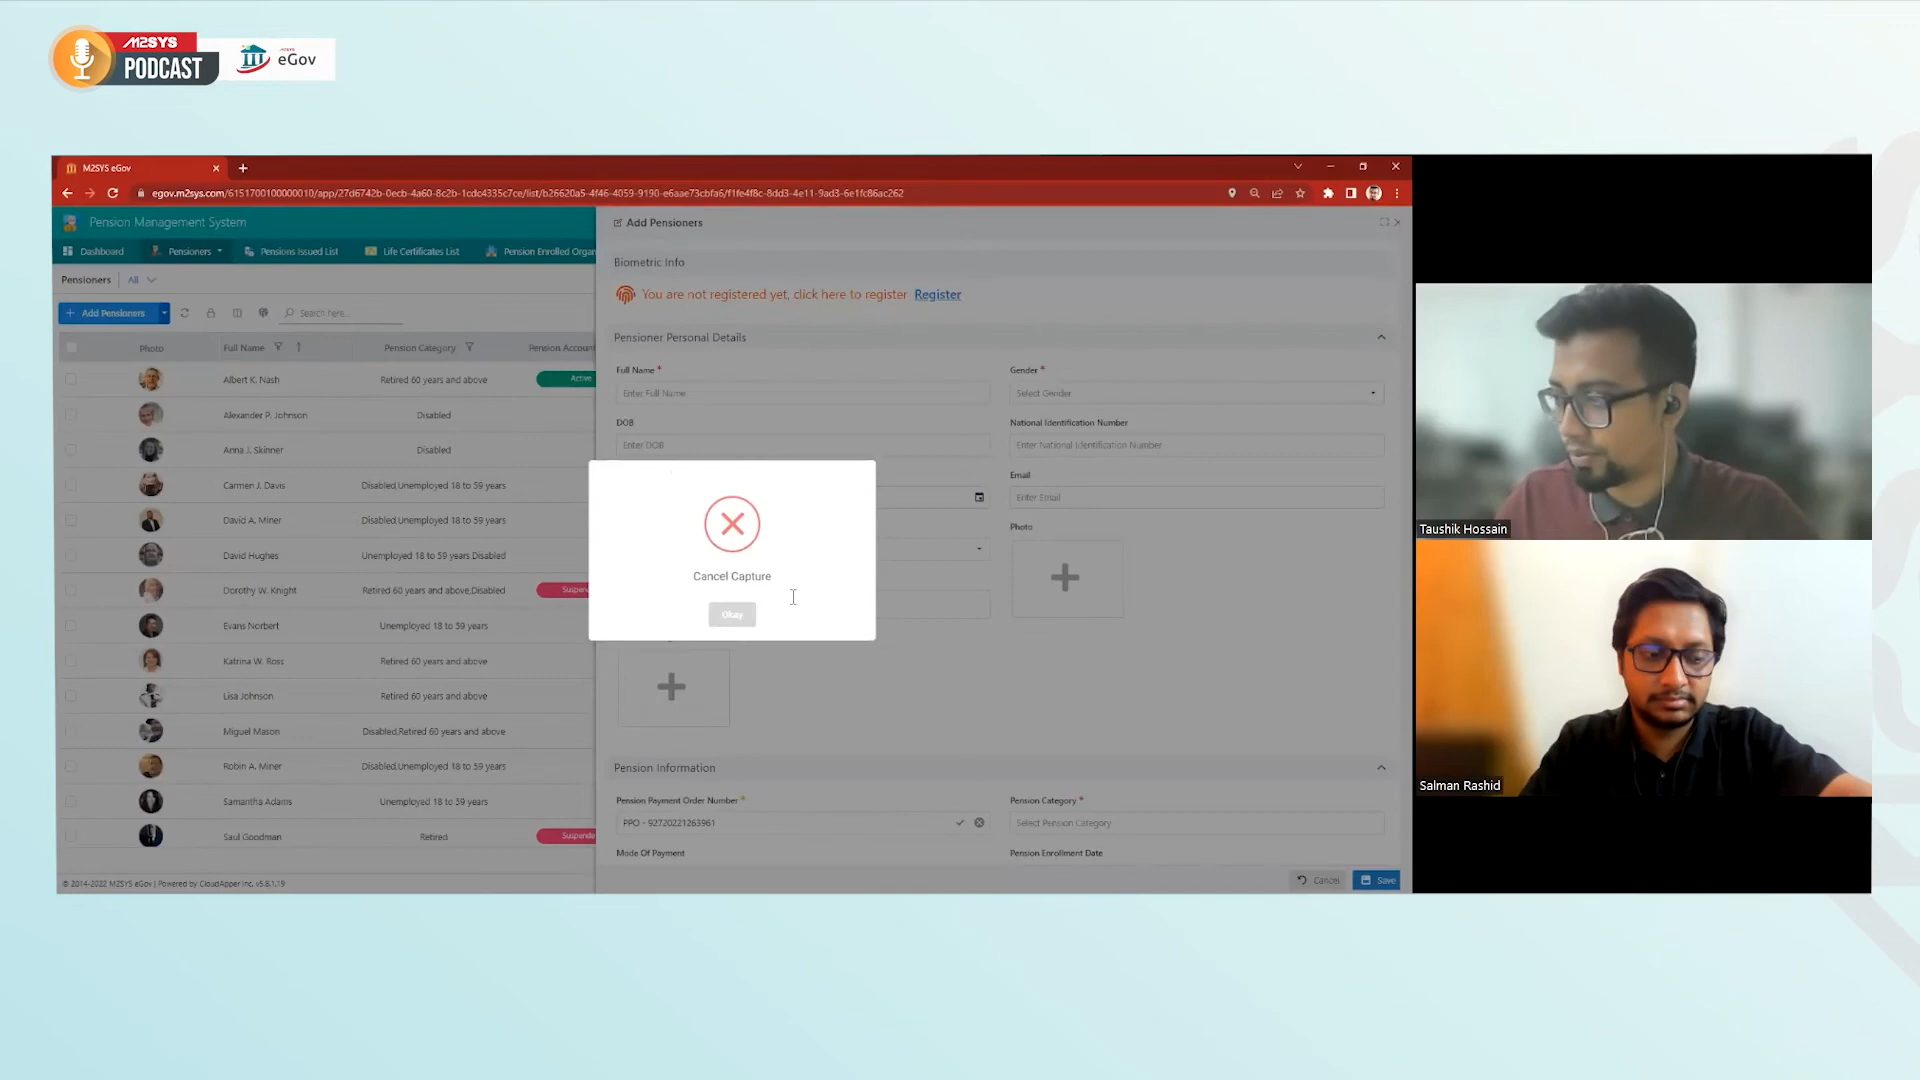 M2SYS
PODCAST
M2SYS
eGov
M2SYS eGov
egov.m2sys.com/6151700100000010/app/27d6742b-0ecb-4a60-8c2b-1cdc4335c7ce/list/b26620a5-4f46-4059-9190-e6aae73cbfa6/f1fe4f8c-8dd3-4e11-9ad3-6e1fc86ac262
Pension Management System
Dashboard Pensioners Pensions Issued List Life Certificates List Pension Enrolled Organ
Pensioners All
+ Add Pensioners Search here...
Photo Full Name Pension Category Pension Account
Albert K. Nash Retired 60 years and above Active
Alexander P. Johnson Disabled
Anna J. Skinner Disabled
Carmen J. Davis Disabled,Unemployed 18 to 59 years
David A. Miner Disabled,Unemployed 18 to 59 years
David Hughes Unemployed 18 to 59 years Disabled
Dorothy W. Knight Retired 60 years and above,Disabled Suspend
Evans Norbert Unemployed 18 to 59 years
Katrina W. Ross Retired 60 years and above
Lisa Johnson Retired 60 years and above
Miguel Mason Disabled,Retired 60 years and above
Robin A. Miner Disabled,Unemployed 18 to 59 years
Samantha Adams Unemployed 18 to 59 years
Saul Goodman Retired Suspende
© 2014-2022 M2SYS eGov | Powered by CloudApper Inc. v5.8.1.19
Add Pensioners
Biometric Info
You are not registered yet, click here to register Register
Pensioner Personal Details
Full Name * Gender *
Enter Full Name Select Gender
DOB National Identification Number
Enter DOB Enter National Identification Number
Email
Enter Email
Photo
Cancel Capture
Okay
Pension Information
Pension Payment Order Number * Pension Category *
PPO - 92720221263961 Select Pension Category
Mode Of Payment Pension Enrollment Date
Cancel Save
Taushik Hossain
Salman Rashid